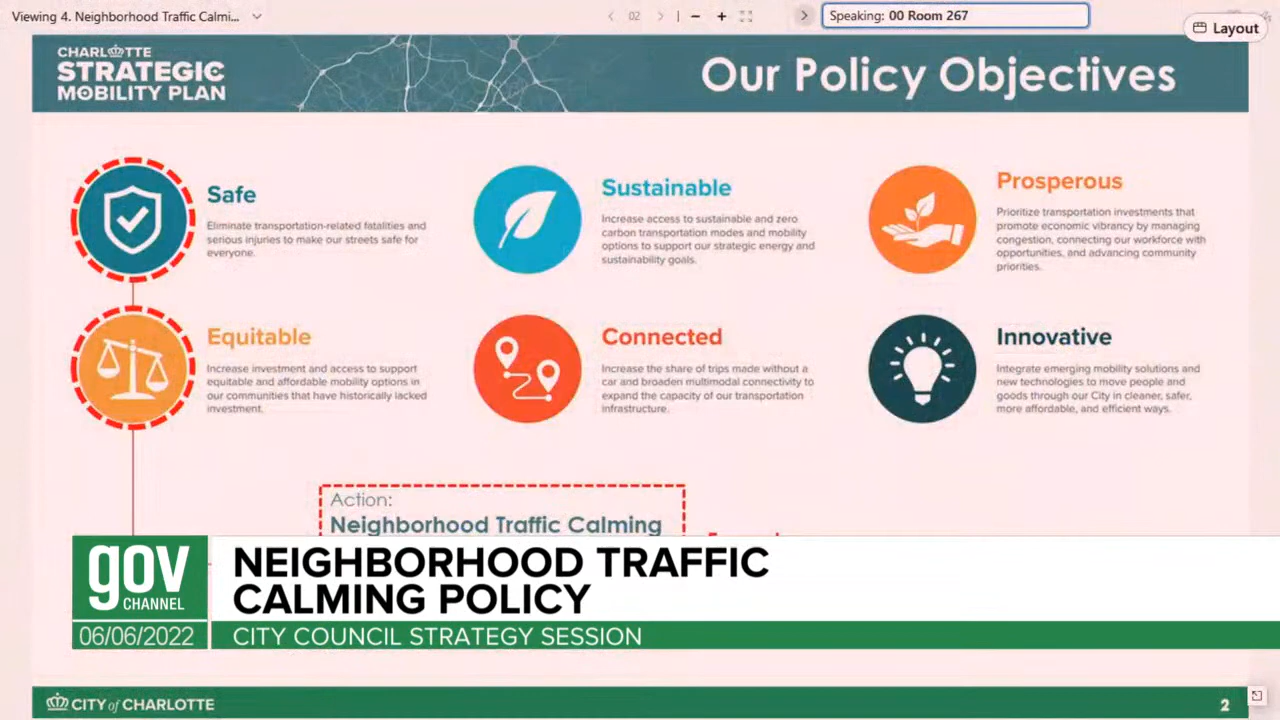 Viewing 4. Neighborhood Traffic Calmi...
02
Speaking: 00 Room 267
Layout
CHARLOTTE
STRATEGIC
MOBILITY PLAN
Our Policy Objectives
Safe
Eliminate transportation-related fatalities and
serious injuries to make our streets safe for
everyone.
Sustainable
Increase access to sustainable and zero
carbon transportation modes and mobility
options to support our strategic energy and
sustainability goals.
Prosperous
Prioritize transportation investments that
promote economic vibrancy by managing
congestion, connecting our workforce with
opportunities, and advancing community
priorities.
Equitable
Increase investment and access to support
equitable and affordable mobility options in
our communities that have historically lacked
investment.
Connected
Increase the share of trips made without a
car and broaden multimodal connectivity to
expand the capacity of our transportation
infrastructure.
Innovative
Integrate emerging mobility solutions and
new technologies to move people and
goods through our City in cleaner, safer,
more affordable, and efficient ways.
Action:
Neighborhood Traffic Calming
gov
CHANNEL
06/06/2022
NEIGHBORHOOD TRAFFIC
CALMING POLICY
CITY COUNCIL STRATEGY SESSION
CITY of CHARLOTTE
2